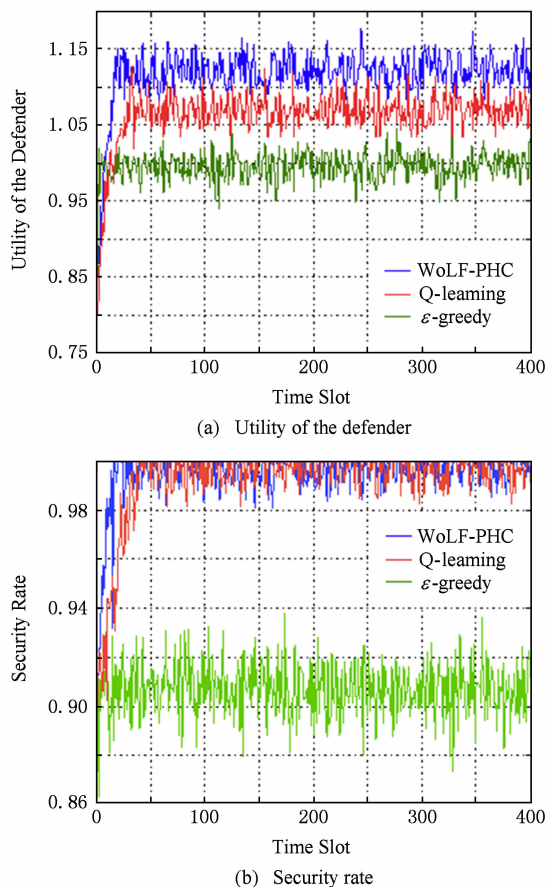 1.15
1.05
0.95
0.85
0.75
Utility of the Defender
WoLF-PHC
Q-leaming
ε-greedy
0 100 200 300 400
Time Slot
(a) Utility of the defender
0.98
0.94
0.90
0.86
Security Rate
WoLF-PHC
Q-leaming
ε-greedy
0 100 200 300 400
Time Slot
(b) Security rate